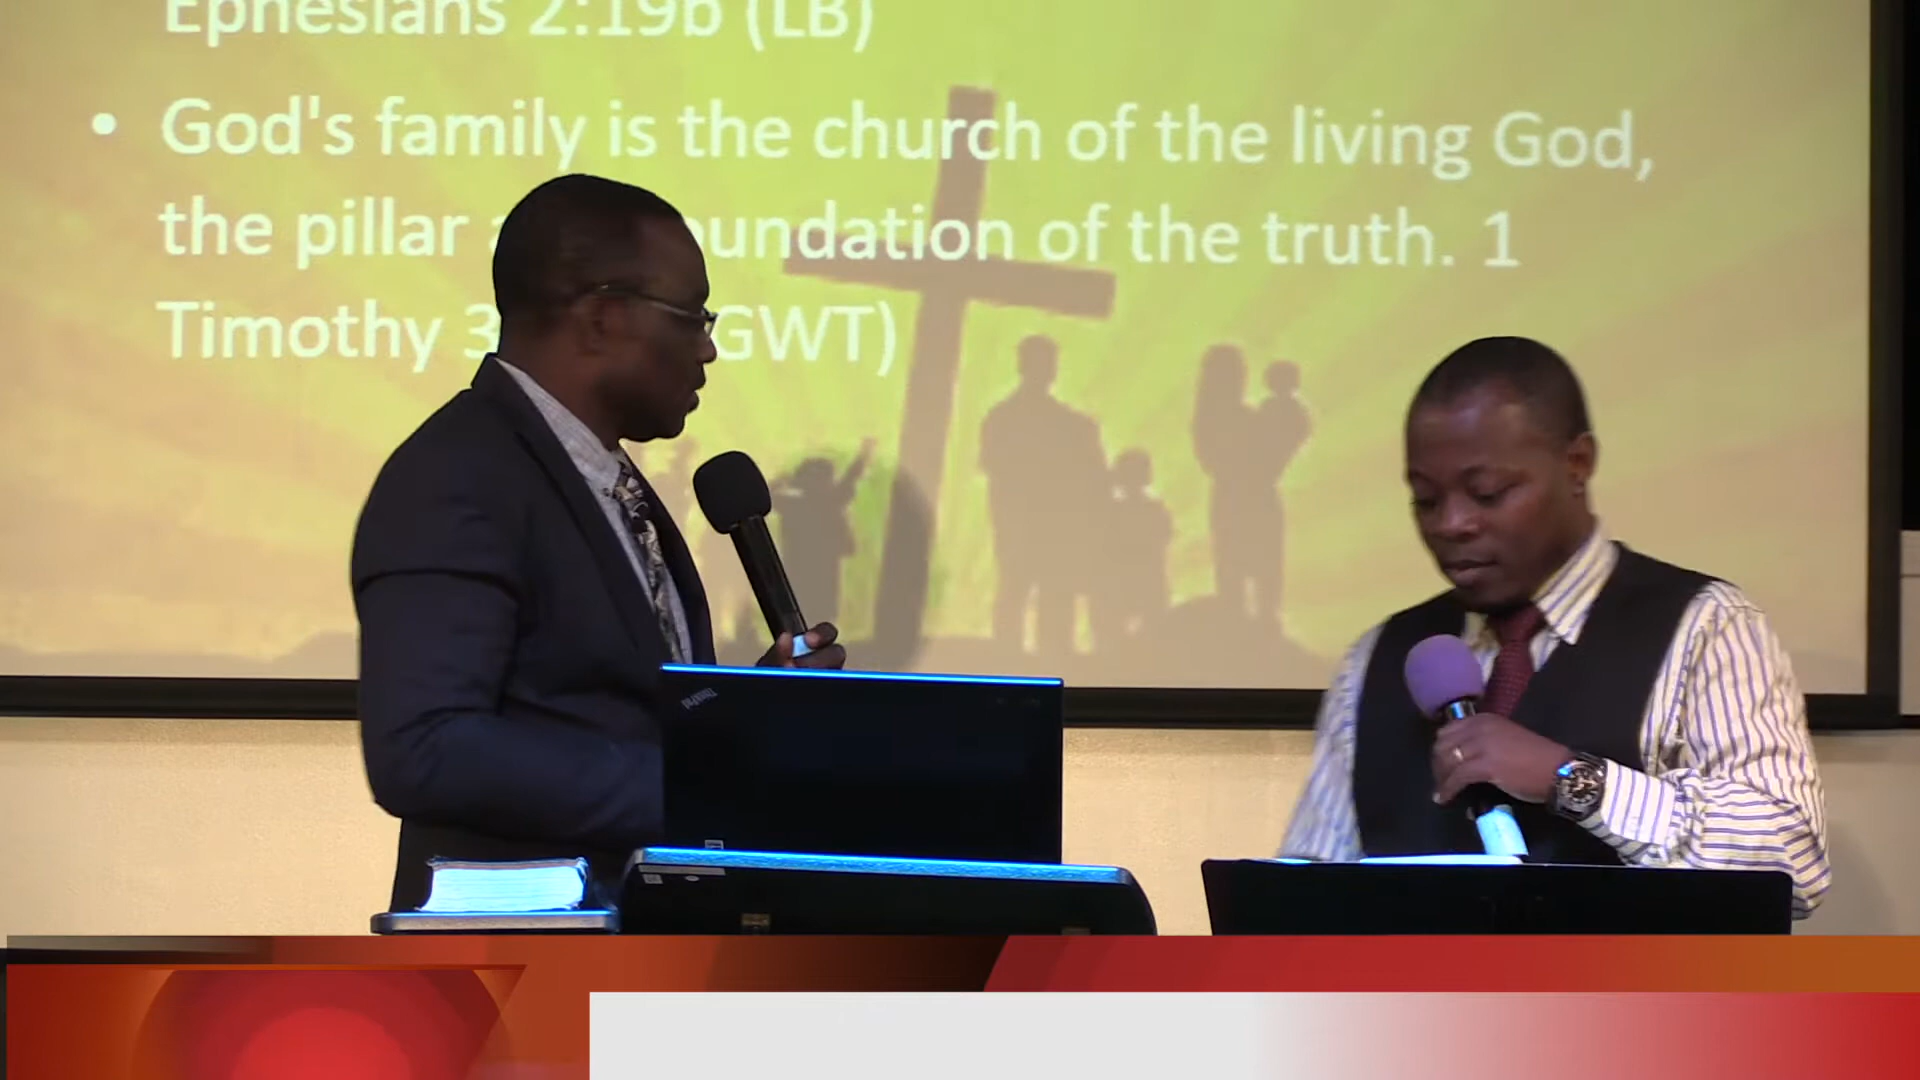 Ephesians 2:19b (LB)
• God's family is the church of the living God,
the pillar oundation of the truth. 1
Timothy 3 GWT)
ThinkPad